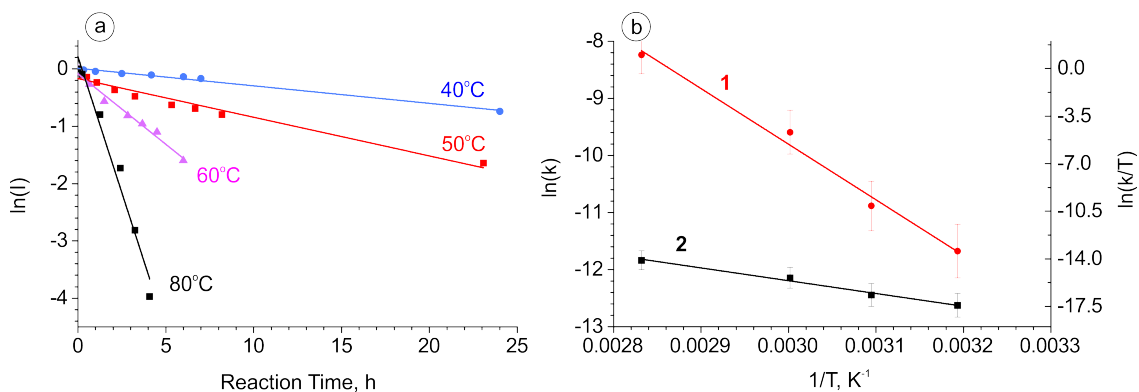 a
ln(I)
0
-1
-2
-3
-4
40°C
50°C
60°C
80°C
0
5
10
15
20
25
Reaction Time, h
b
ln(k)
-8
-9
-10
-11
-12
-13
1
2
0.0
-3.5
-7.0
-10.5
-14.0
-17.5
ln(k/T)
0.0028
0.0029
0.0030
0.0031
0.0032
0.0033
1/T, K⁻¹